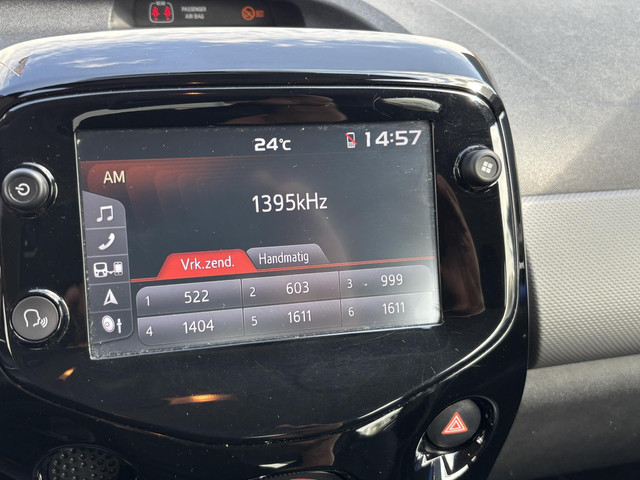 PASSENGER
AIR BAG
24°C 14:57
AM
1395kHz
Vrk.zend. Handmatig
1 522 2 603 3 - 999
4 1404 5 1611 6 1611